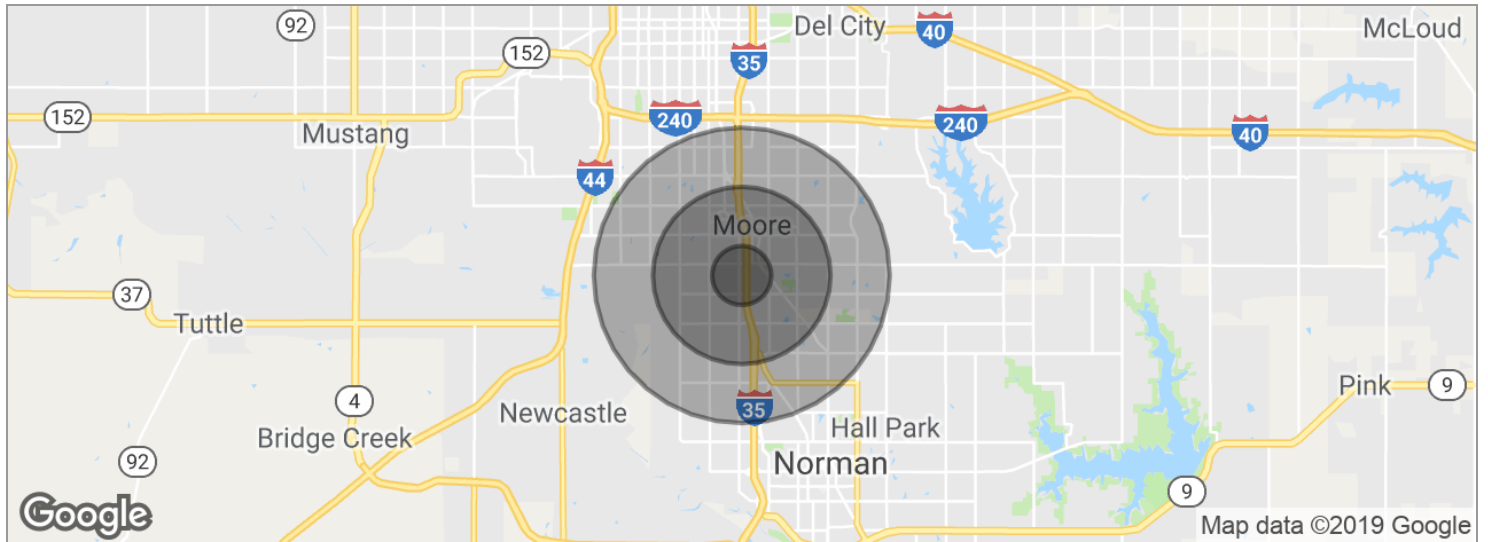 92
Del City
40
McLoud
152
35
152
240
240
40
Mustang
44
Moore
37
Tuttle
4
35
Pink
9
Newcastle
Bridge Creek
Hall Park
92
Norman
9
Google
Map data ©2019 Google